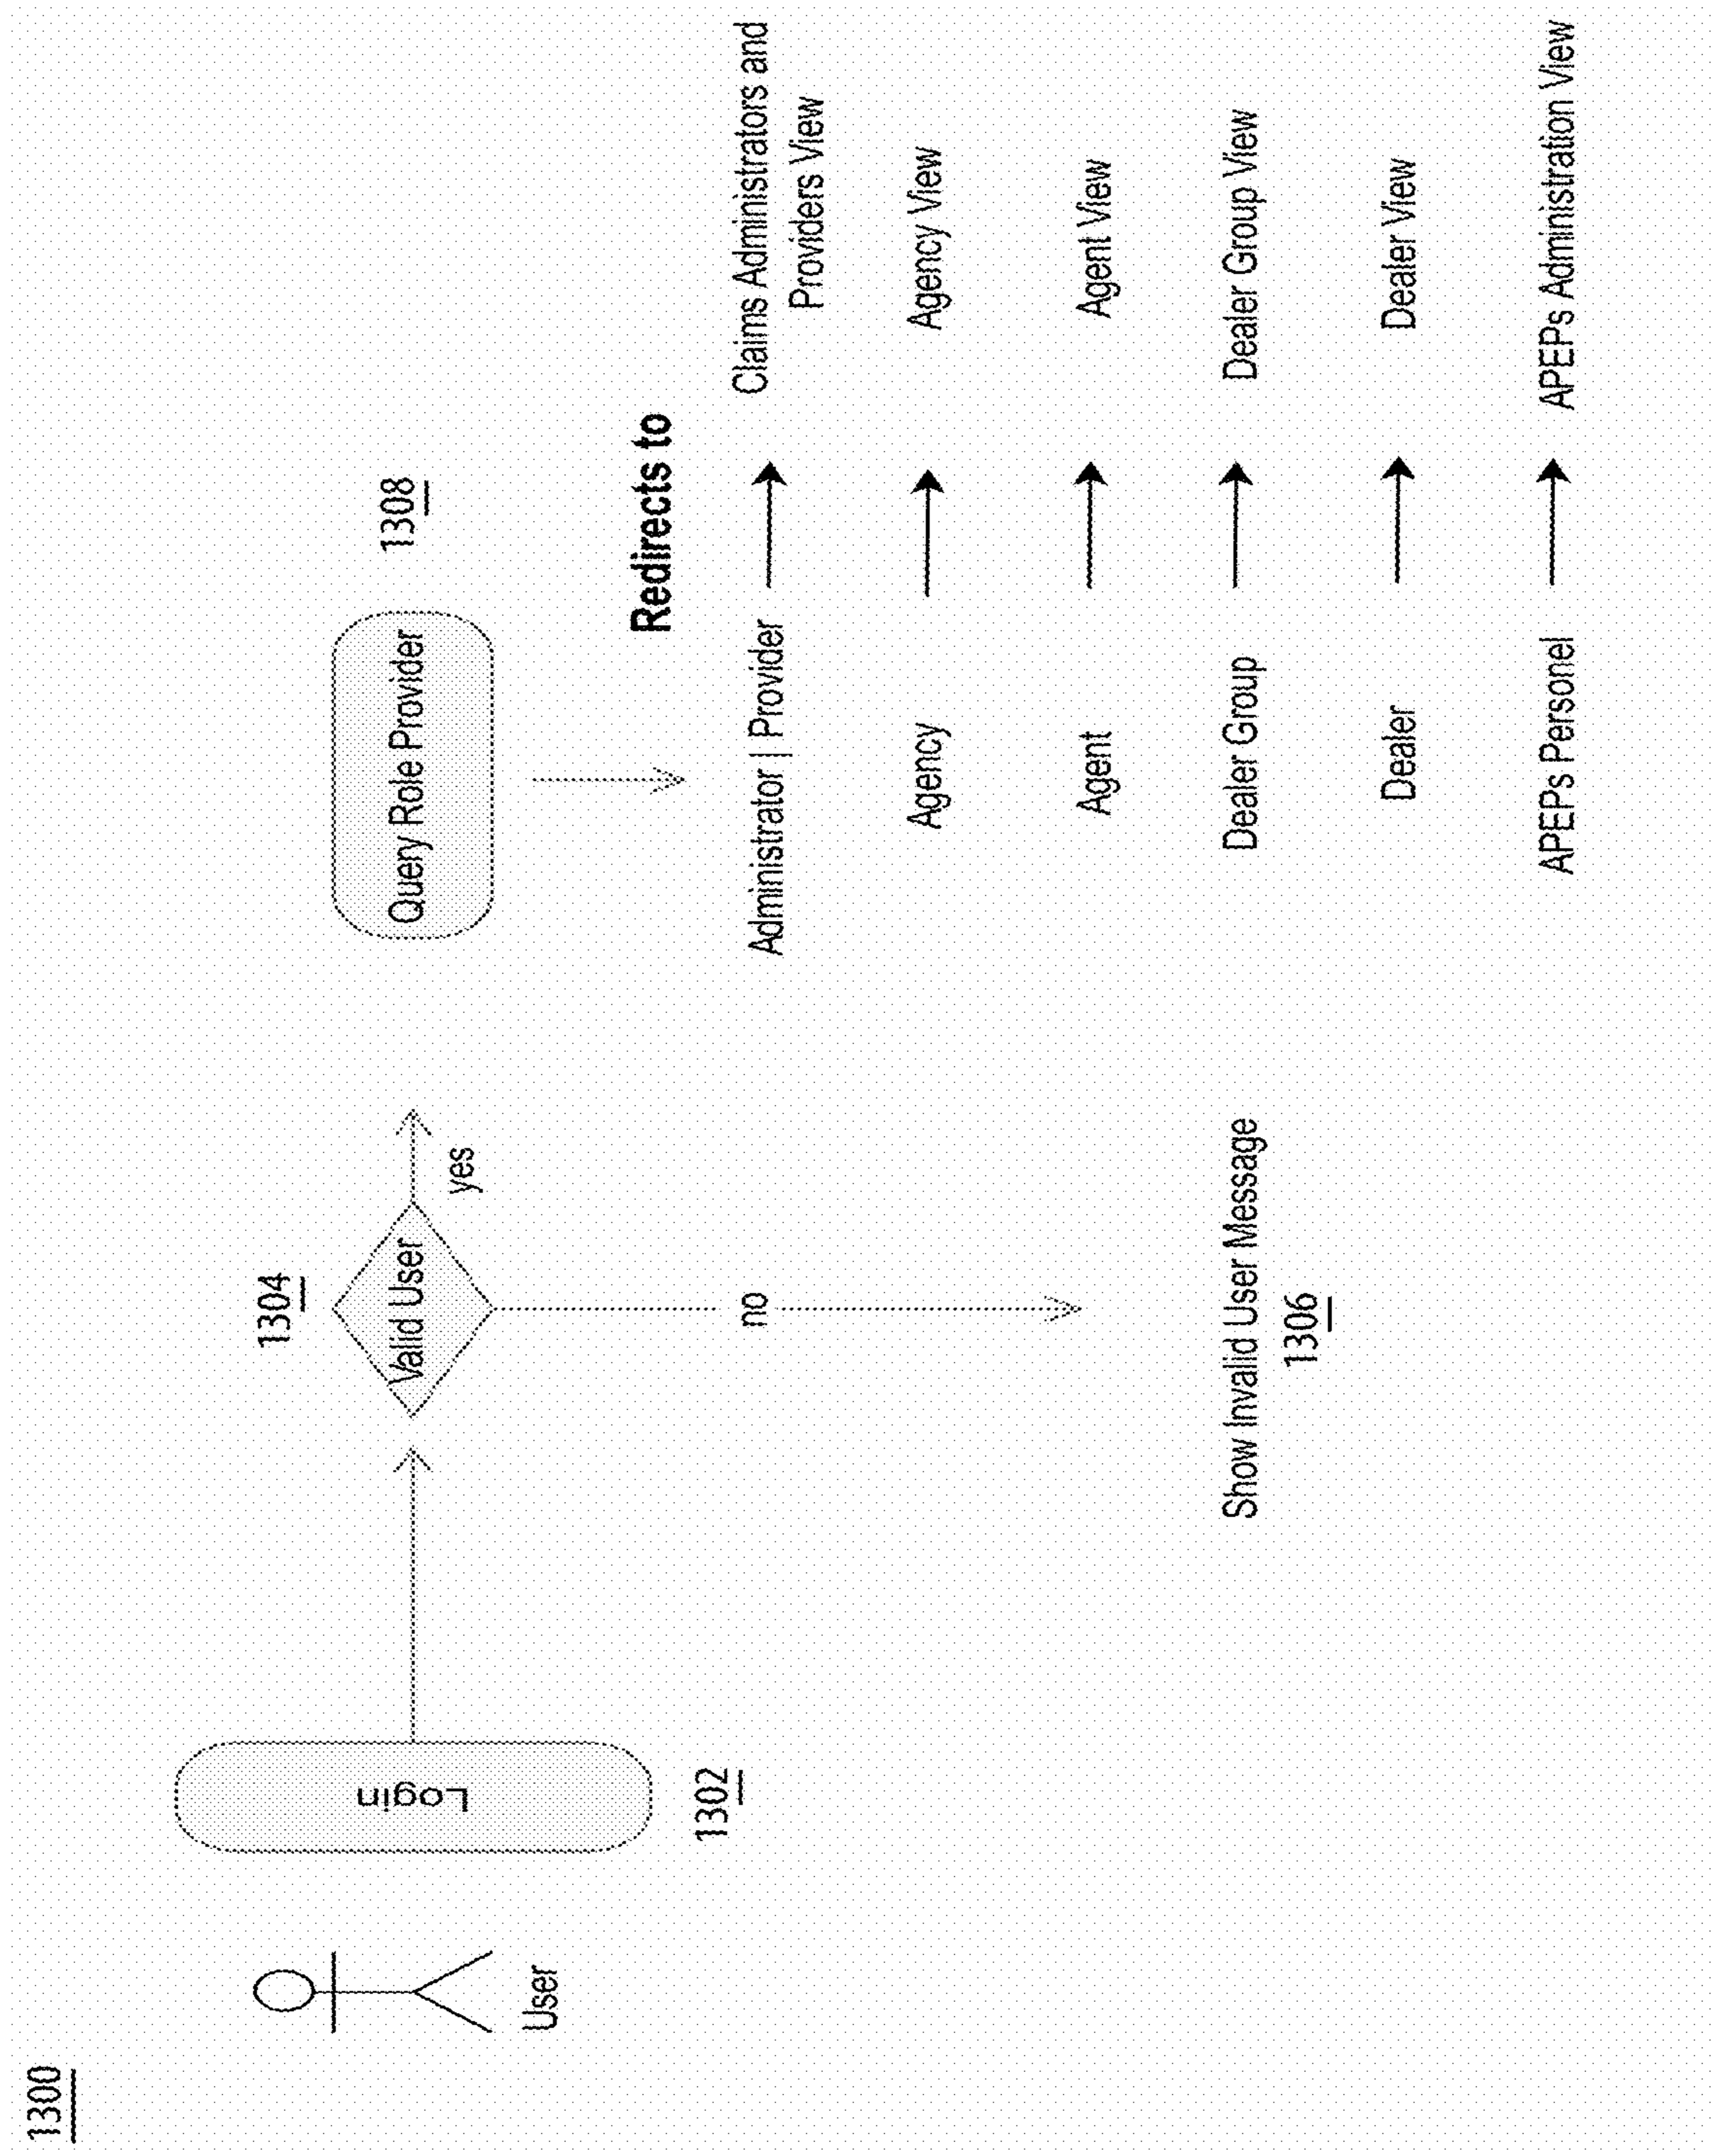 1300
User
Login
1302
1304
Valid User
yes
no
Show Invalid User Message
1306
Query Role Provider
1308
Redirects to
Administrator | Provider
Claims Administrators and
Providers View
Agency
Agency View
Agent
Agent View
Dealer Group
Dealer Group View
Dealer
Dealer View
APEPs Personel
APEPs Administration View